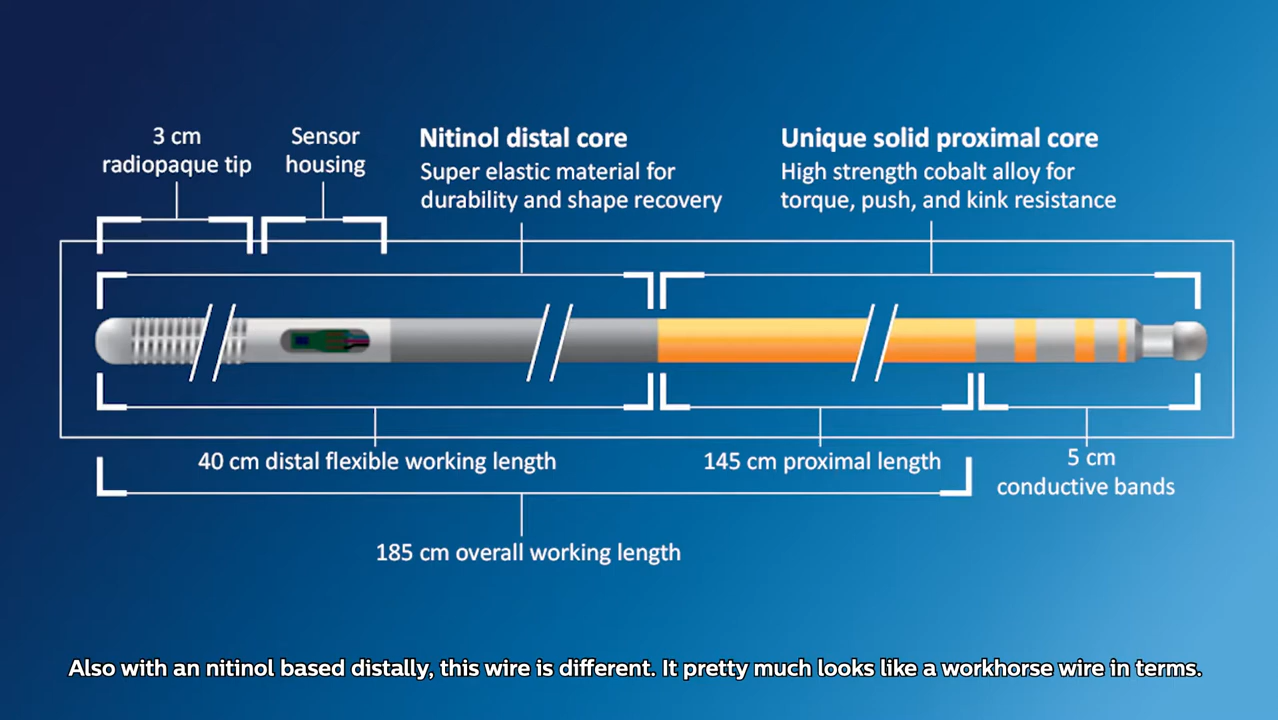 3 cm
radiopaque tip
Sensor
housing
Nitinol distal core
Super elastic material for
durability and shape recovery
Unique solid proximal core
High strength cobalt alloy for
torque, push, and kink resistance
40 cm distal flexible working length
145 cm proximal length
5 cm
conductive bands
185 cm overall working length
Also with an nitinol based distally, this wire is different. It pretty much looks like a workhorse wire in terms.